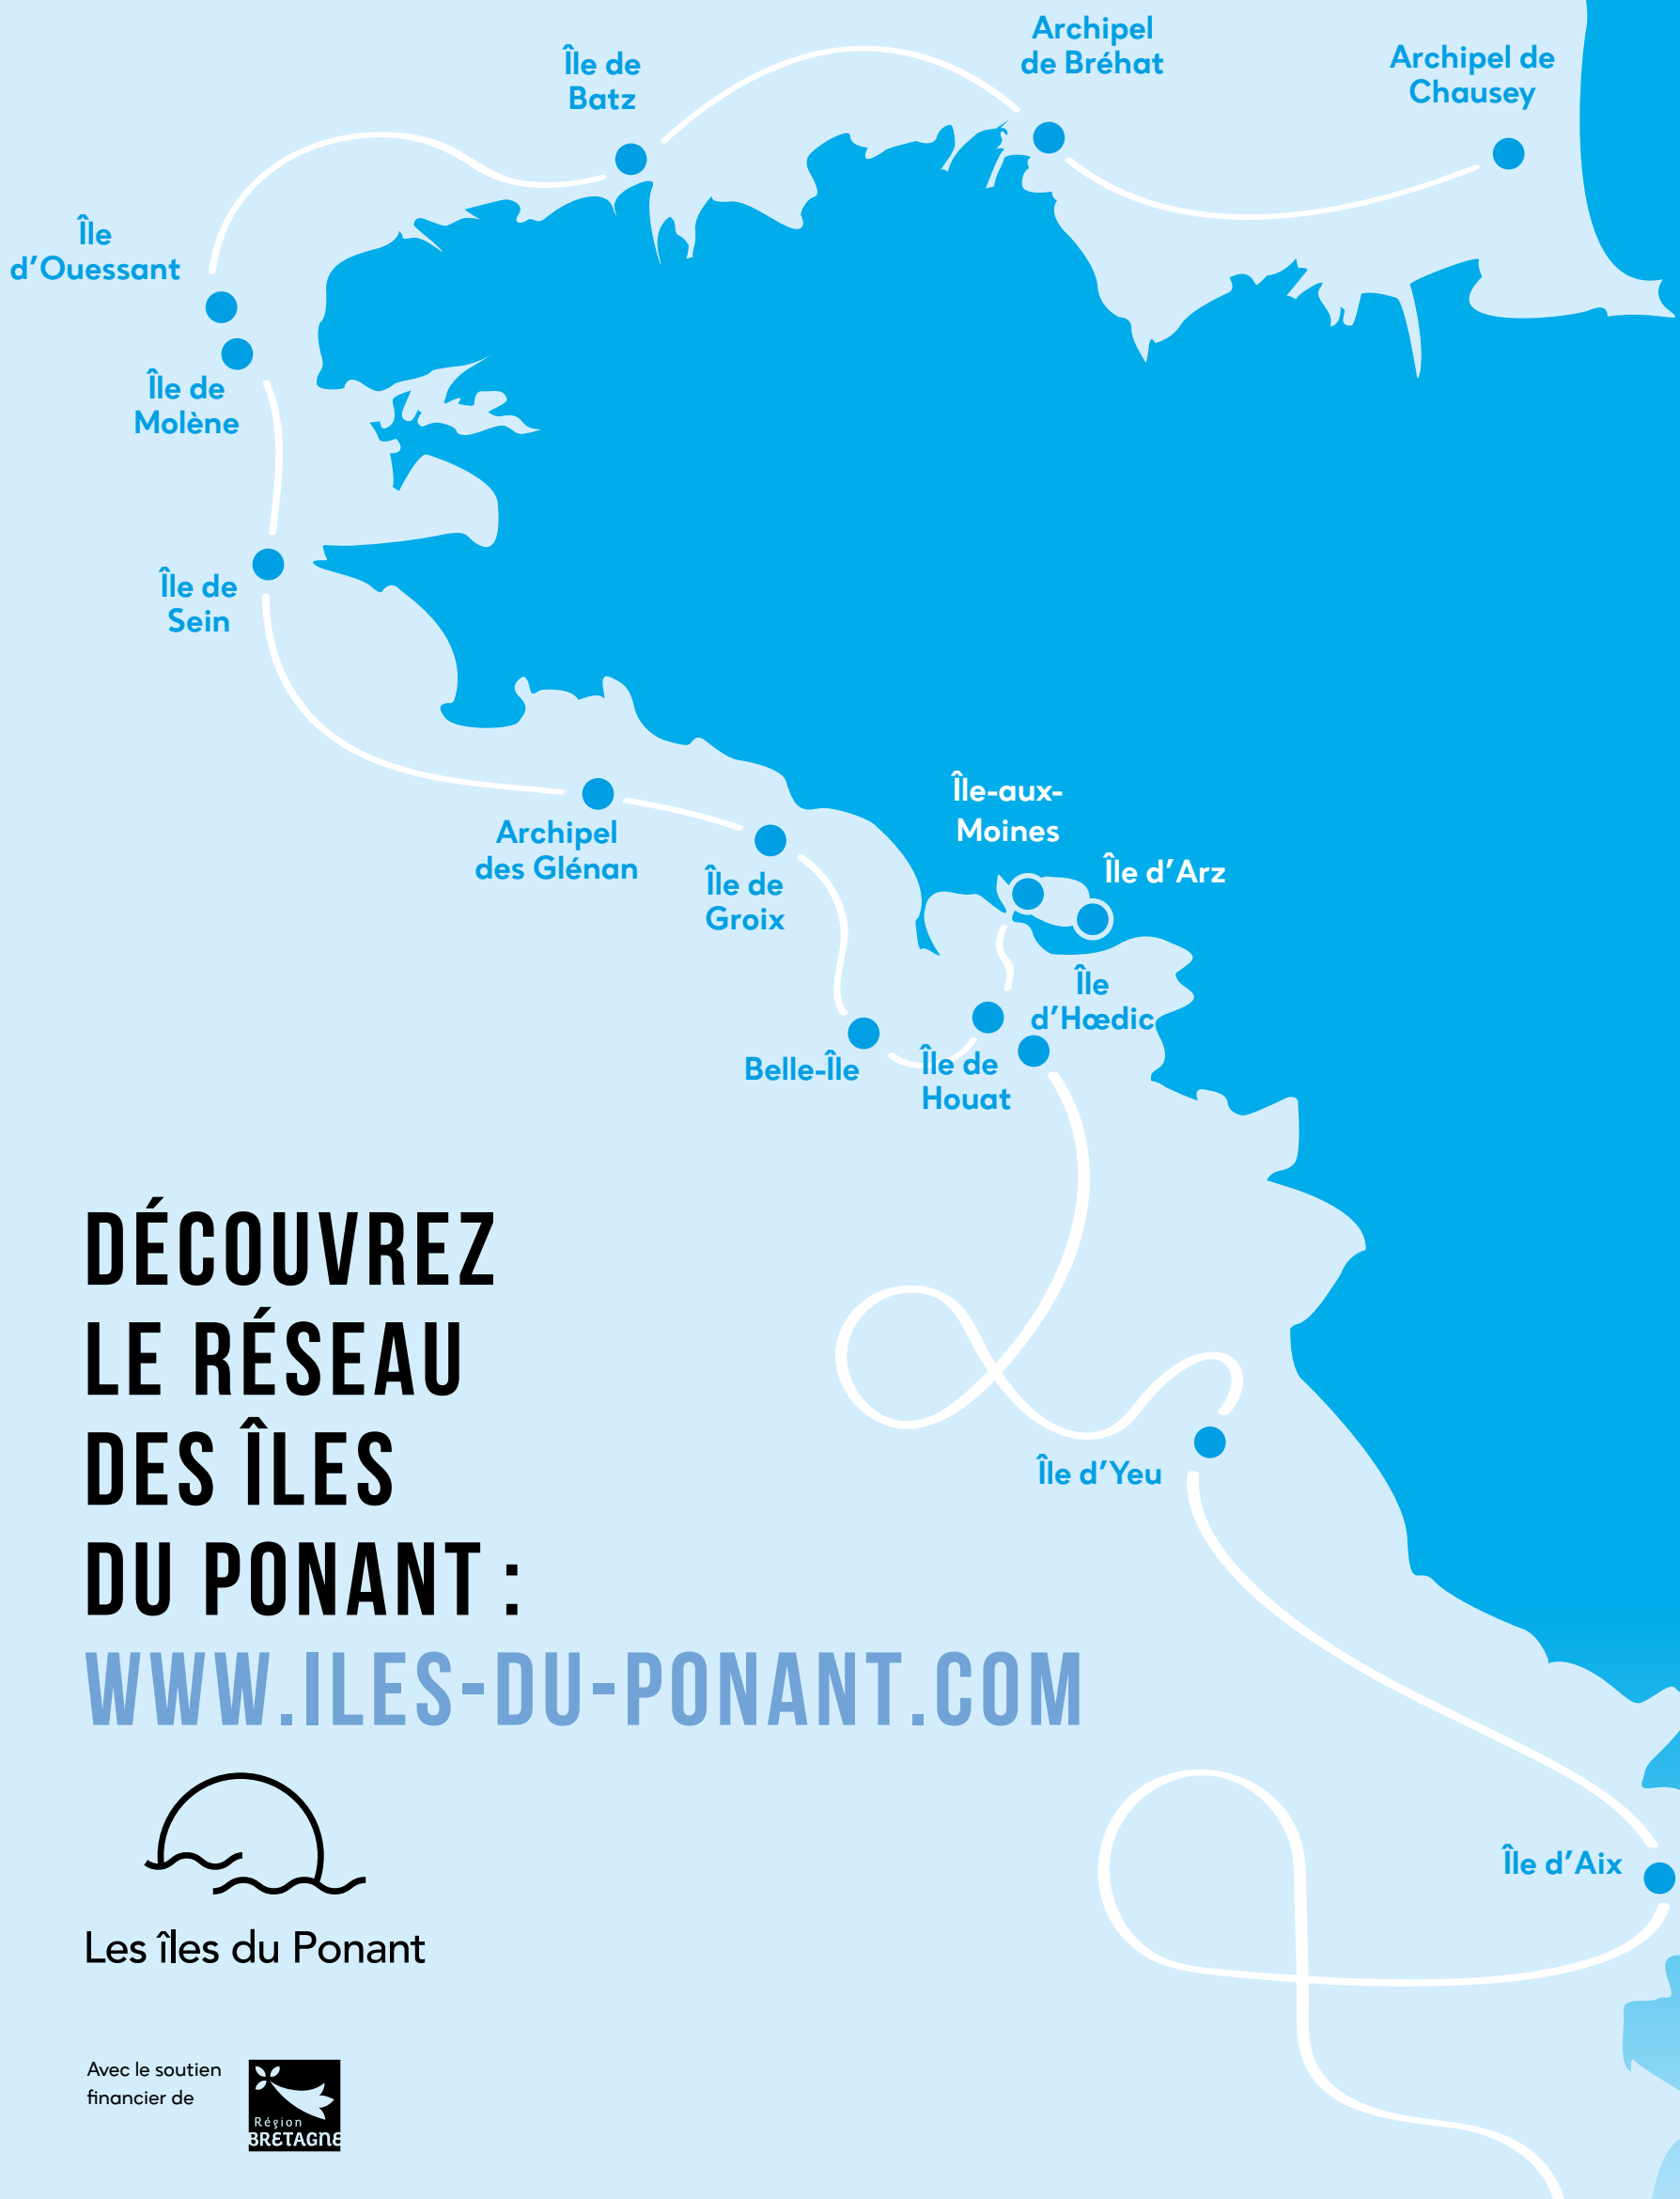 Archipel
de Bréhat
Île de
Batz
Archipel de
Chausey
Île
d'Ouessant
Île de
Molène
Île de
Sein
Île-aux-
Moines
Archipel
des Glénan
Île d'Arz
Île de
Groix
Île
d'Hœdic
Belle-Île
Île de
Houat
DÉCOUVREZ
LE RÉSEAU
DES ÎLES
DU PONANT :
WWW.ILES-DU-PONANT.COM
Île d'Yeu
Île d'Aix
Les îles du Ponant
Avec le soutien
financier de
Région
BRETAGNE